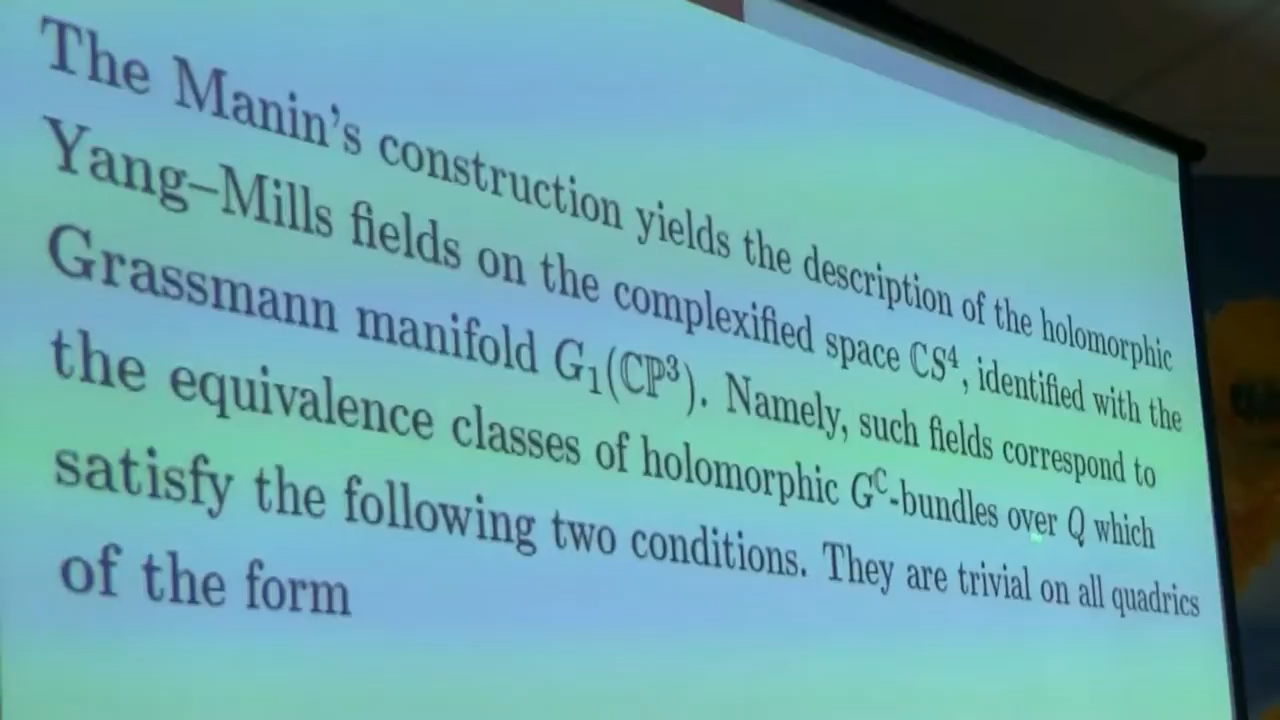 The Manin's construction yields the description of the holomorphic
Yang–Mills fields on the complexified space ℂS⁴, identified with the
Grassmann manifold G₁(ℂℙ³). Namely, such fields correspond to
the equivalence classes of holomorphic Gᶜ-bundles over Q which
satisfy the following two conditions. They are trivial on all quadrics
of the form